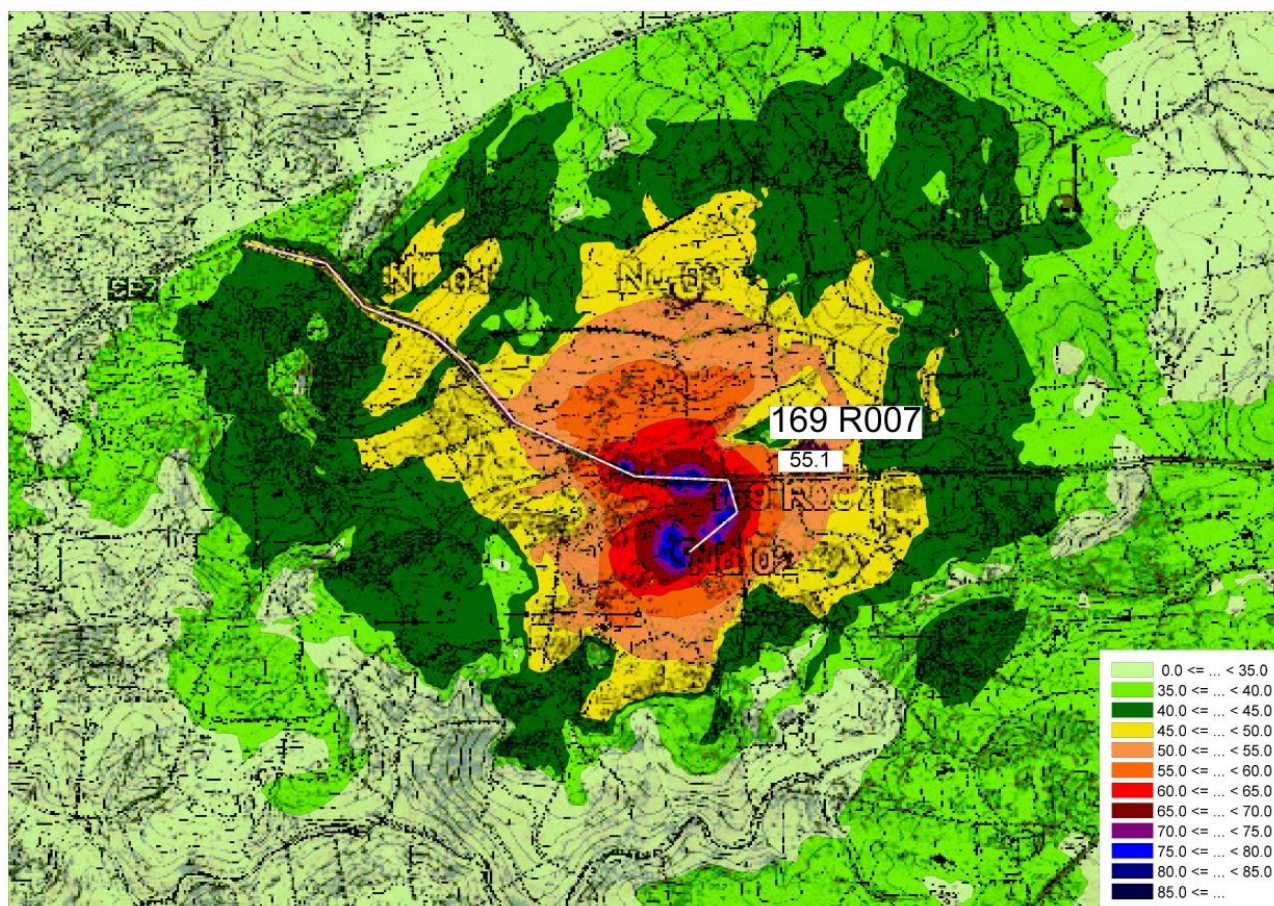 169 R007
55.1
0.0 <= ... < 35.0
35.0 <= ... < 40.0
40.0 <= ... < 45.0
45.0 <= ... < 50.0
50.0 <= ... < 55.0
55.0 <= ... < 60.0
60.0 <= ... < 65.0
65.0 <= ... < 70.0
70.0 <= ... < 75.0
75.0 <= ... < 80.0
80.0 <= ... < 85.0
85.0 <= ...